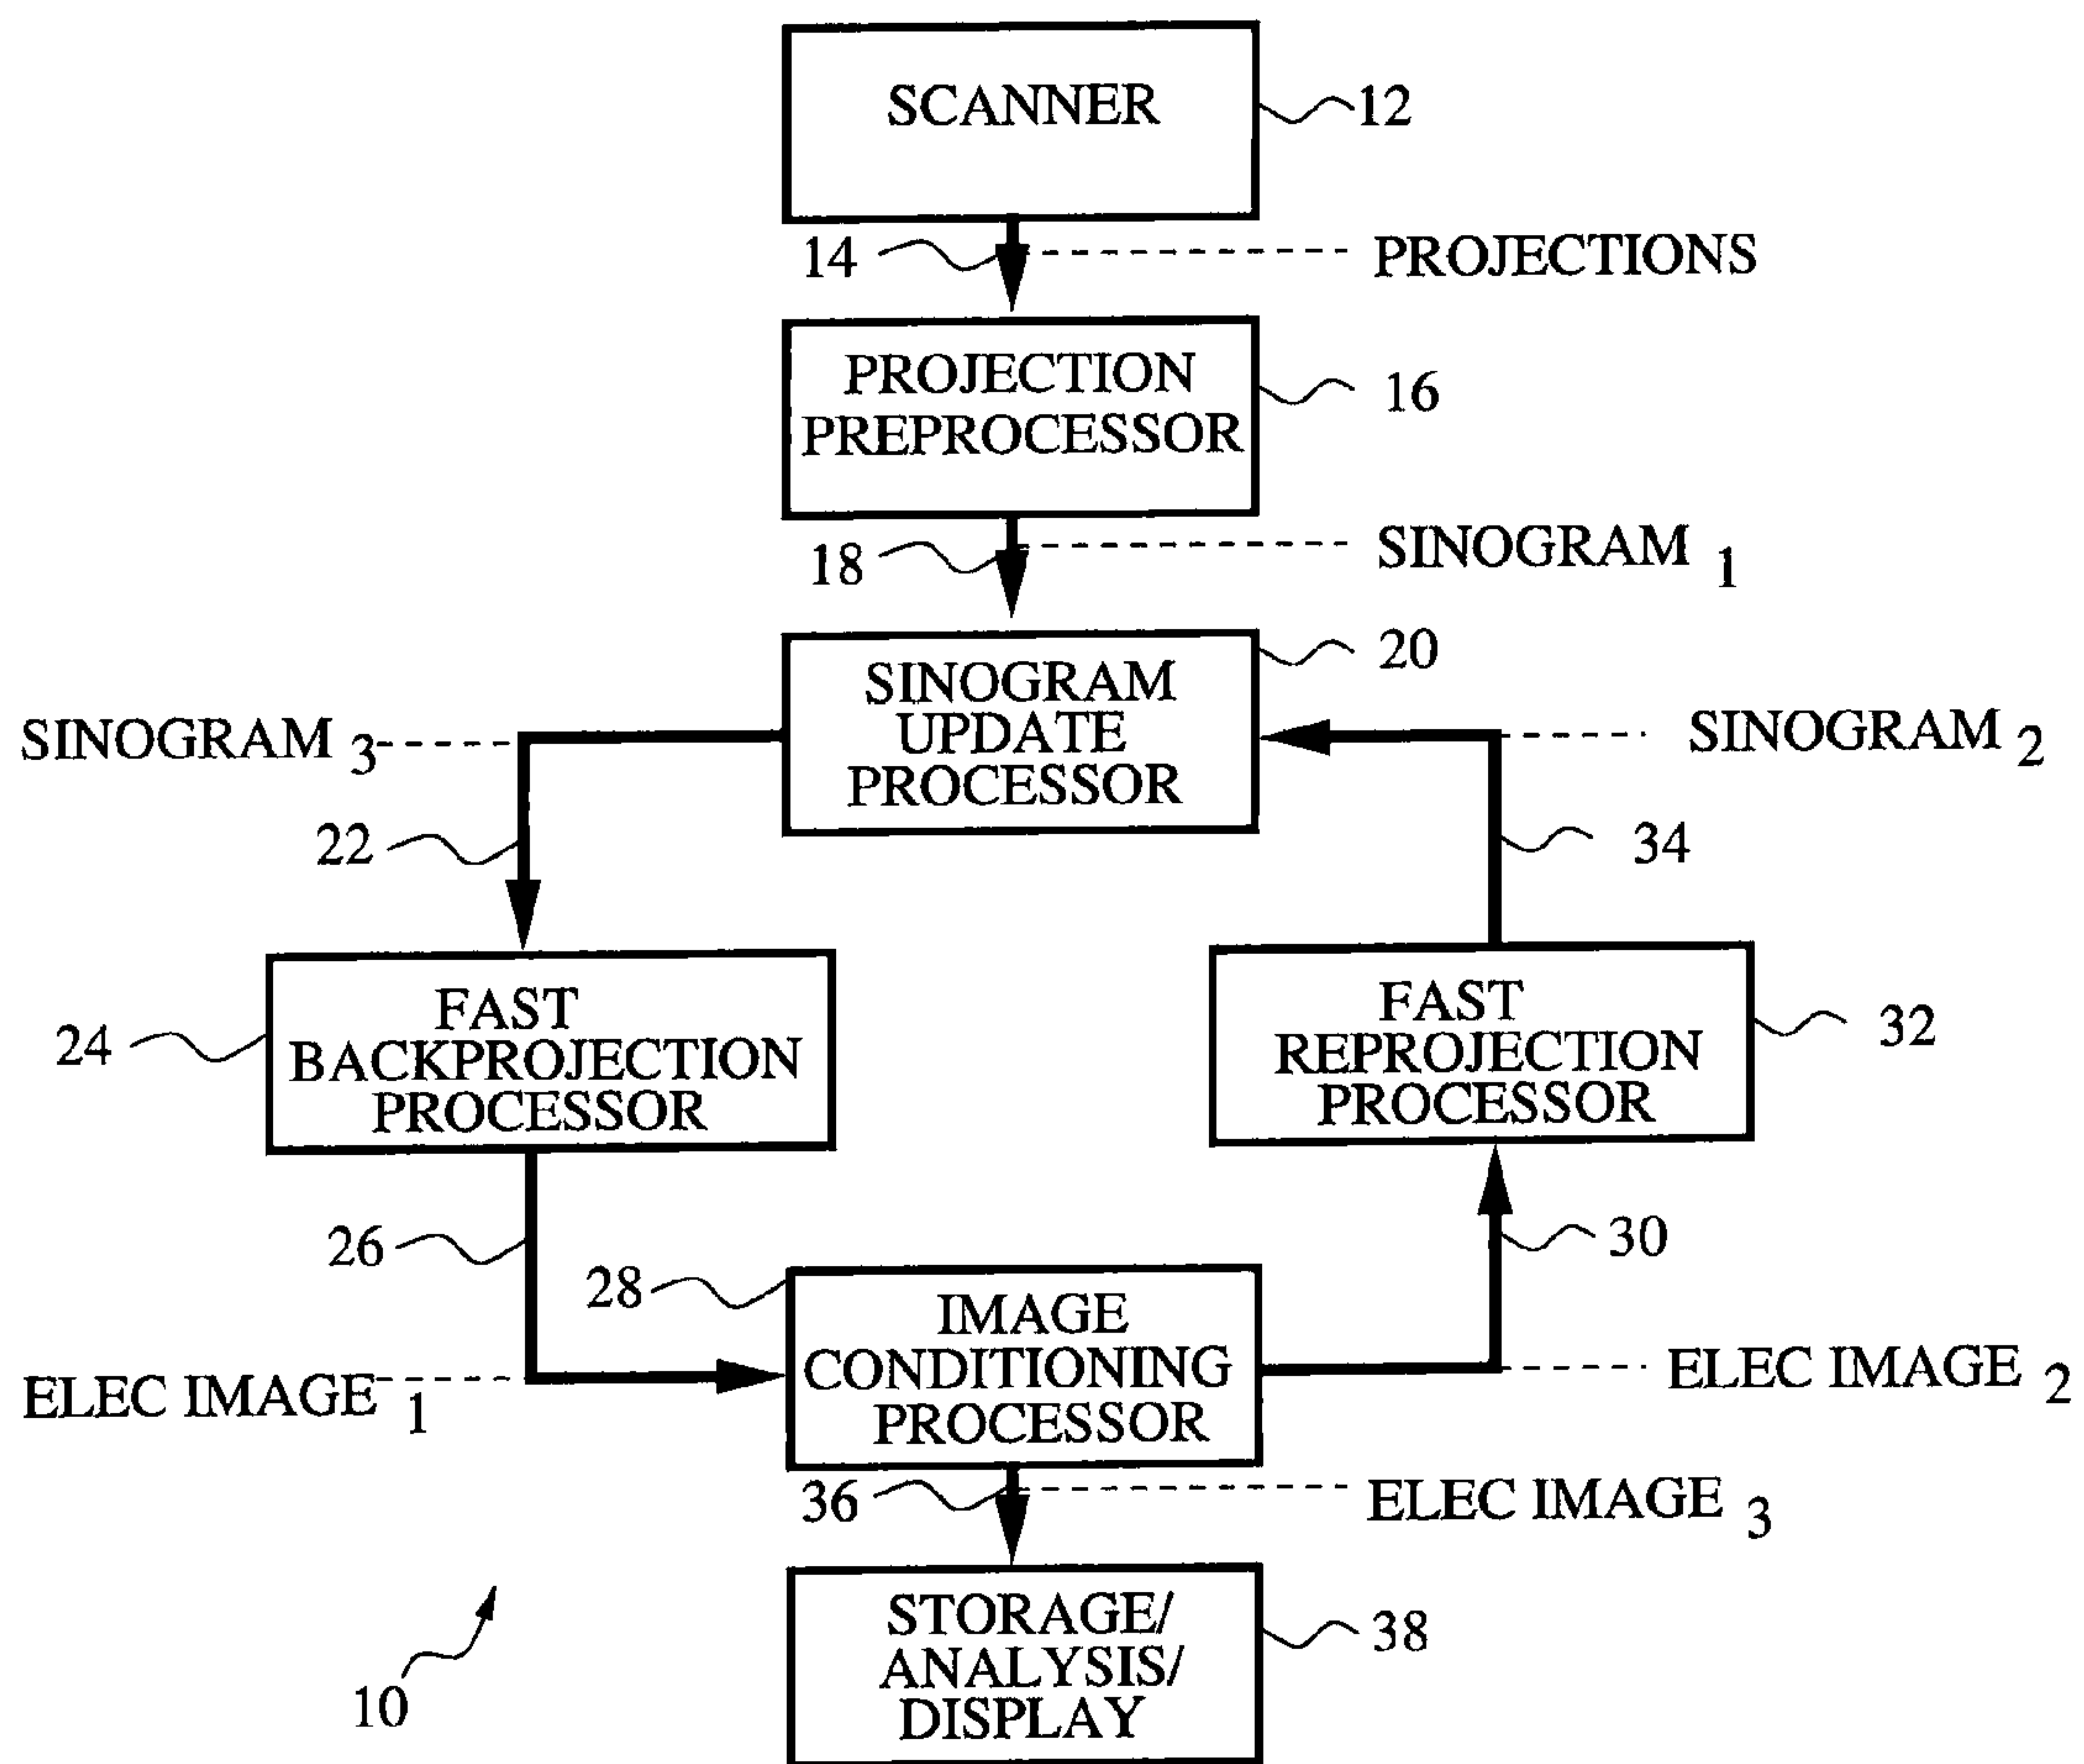 SCANNER
12
14
PROJECTIONS
PROJECTION
PREPROCESSOR
16
18
SINOGRAM 1
SINOGRAM
UPDATE
PROCESSOR
20
SINOGRAM 3
SINOGRAM 2
22
34
FAST
BACKPROJECTION
PROCESSOR
24
FAST
REPROJECTION
PROCESSOR
32
26
30
28
IMAGE
CONDITIONING
PROCESSOR
ELEC IMAGE 1
ELEC IMAGE 2
36
ELEC IMAGE 3
STORAGE/
ANALYSIS/
DISPLAY
38
10